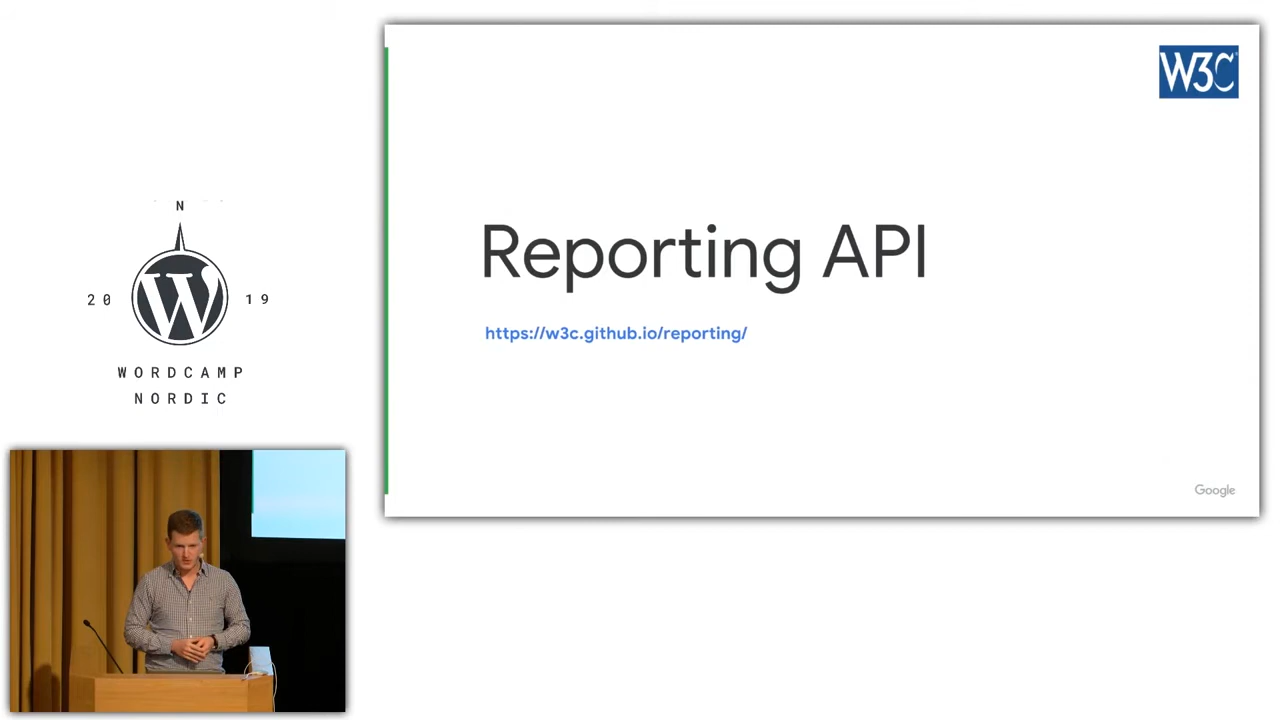 N
20 19
WORDCAMP
NORDIC
W3C
Reporting API
https://w3c.github.io/reporting/
Google